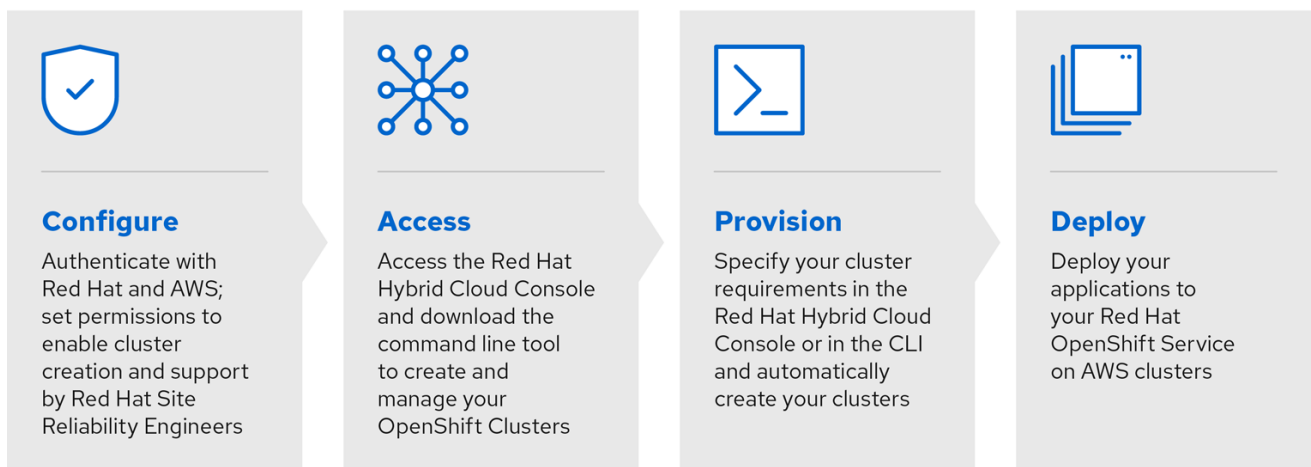 Configure
Authenticate with
Red Hat and AWS;
set permissions to
enable cluster
creation and support
by Red Hat Site
Reliability Engineers
Access
Access the Red Hat
Hybrid Cloud Console
and download the
command line tool
to create and
manage your
OpenShift Clusters
Provision
Specify your cluster
requirements in the
Red Hat Hybrid Cloud
Console or in the CLI
and automatically
create your clusters
Deploy
Deploy your
applications to
your Red Hat
OpenShift Service
on AWS clusters